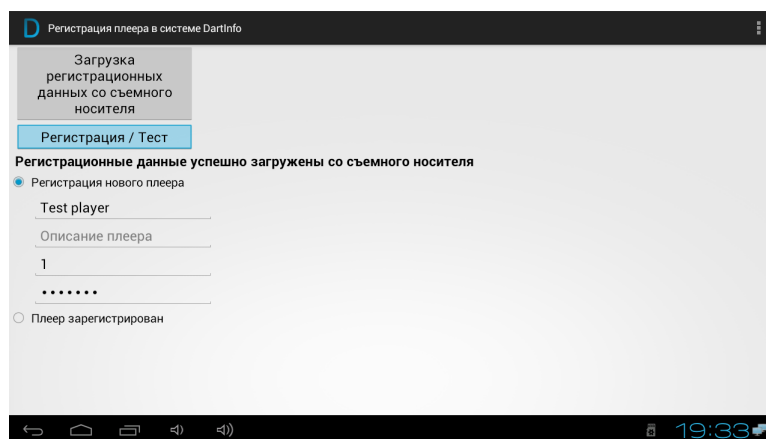 Регистрация плеера в системе DartInfo
Загрузка
регистрационных
данных со съемного
носителя
Регистрация / Тест
Регистрационные данные успешно загружены со съемного носителя
Регистрация нового плеера
Test player
Описание плеера
1
•••••••
Плеер зарегистрирован
19:33